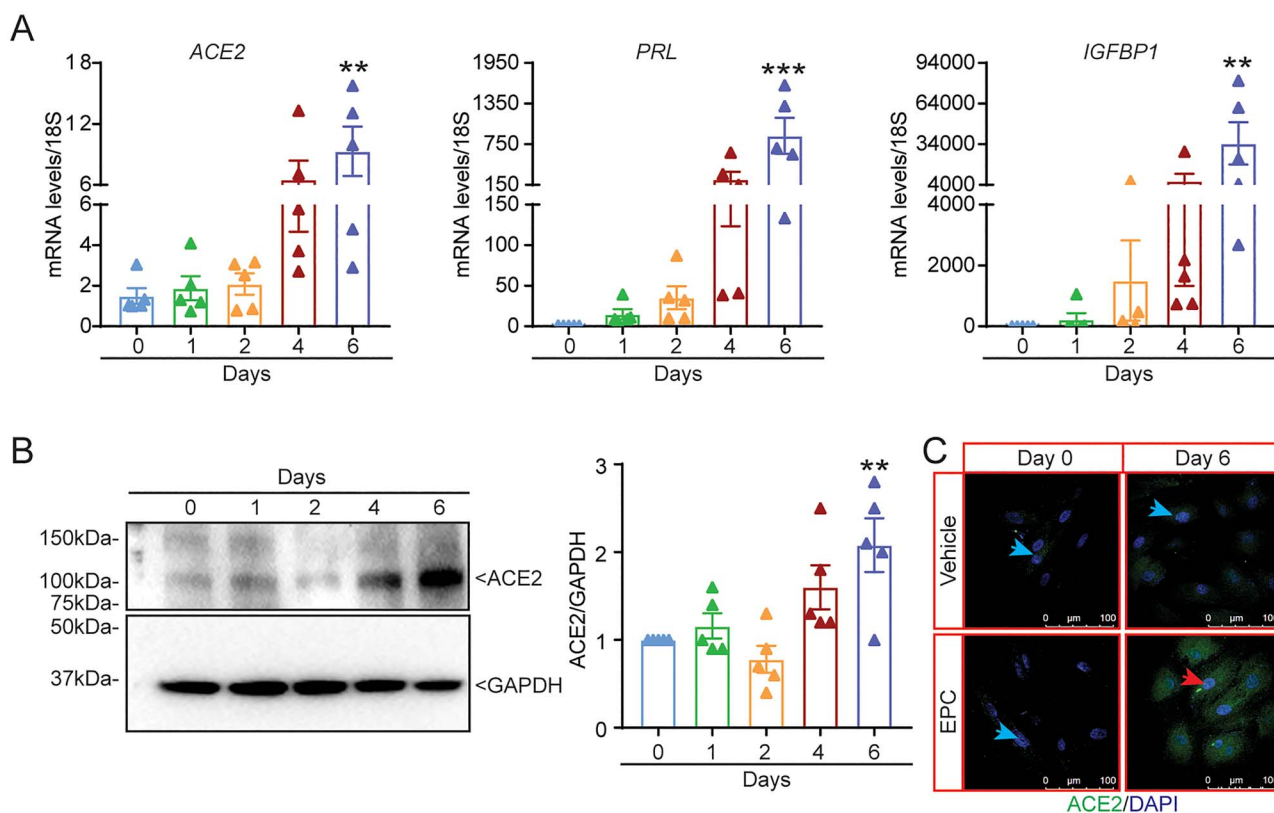 A
ACE2
mRNA levels/18S
18
12
6
6
4
2
0
**
0 1 2 4 6
Days
PRL
mRNA levels/18S
1950
1350
750
150
150
100
50
0
***
0 1 2 4 6
Days
IGFBP1
mRNA levels/18S
94000
64000
34000
4000
4000
2000
0
**
0 1 2 4 6
Days
B
Days
0 1 2 4 6
150kDa-
100kDa-
75kDa-
<ACE2
50kDa-
37kDa-
<GAPDH
ACE2/GAPDH
3
2
1
0
**
0 1 2 4 6
Days
C
Day 0 Day 6
Vehicle
0 µm 100
0 µm 100
EPC
0 µm 100
0 µm 100
ACE2/DAPI